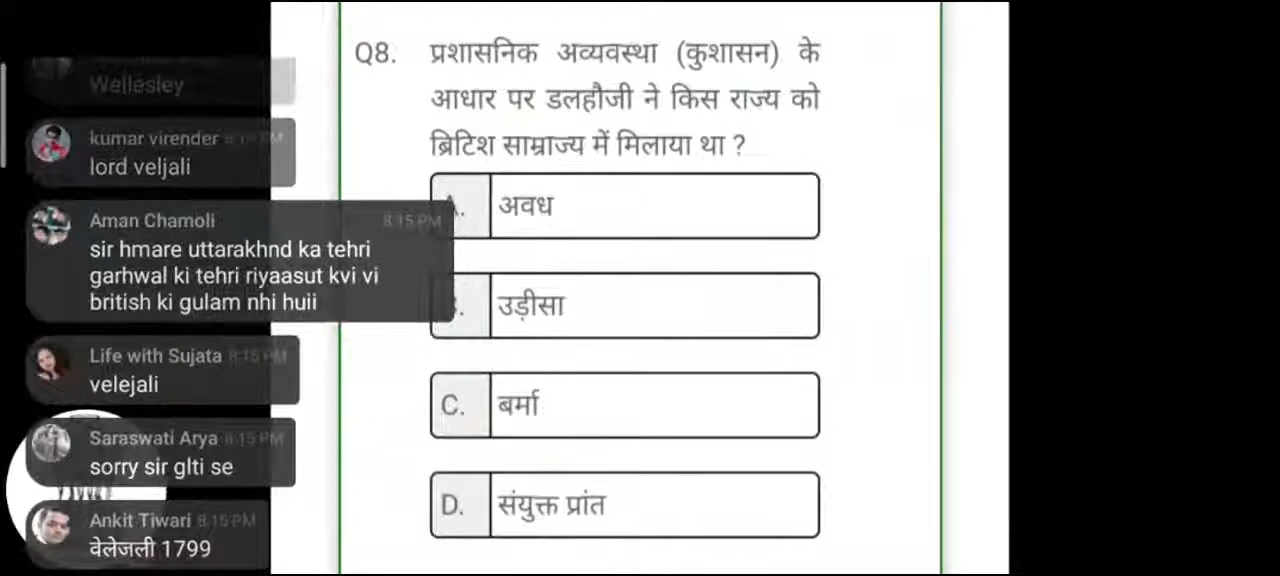 Wellesley
kumar virender
lord veljali
Aman Chamoli 8:15 PM
sir hmare uttarakhnd ka tehri
garhwal ki tehri riyaasut kvi vi
british ki gulam nhi huii
Life with Sujata 8:15 PM
velejali
Saraswati Arya 8:15 PM
sorry sir glti se
Ankit Tiwari 8:15 PM
वेलेजली 1799
Q8. प्रशासनिक अव्यवस्था (कुशासन) के
आधार पर डलहौजी ने किस राज्य को
ब्रिटिश साम्राज्य में मिलाया था ?
अवध
उड़ीसा
C. बर्मा
D. संयुक्त प्रांत